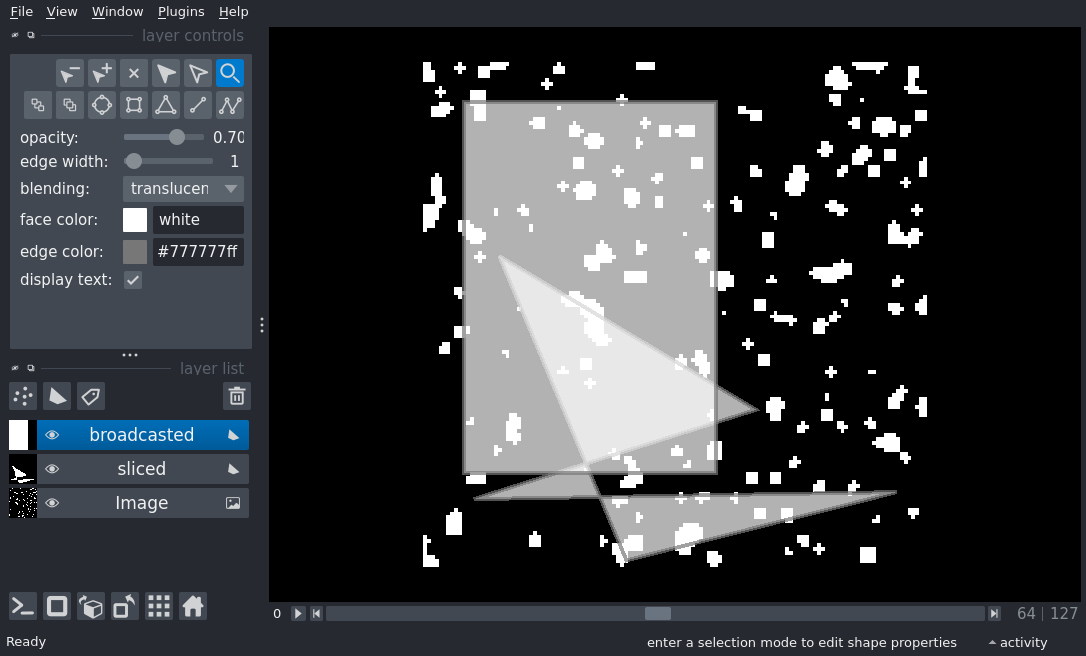 File View Window Plugins Help
layer controls
opacity: 0.70
edge width: 1
blending: translucen
face color: white
edge color: #777777ff
display text:
layer list
broadcasted
sliced
Image
0 64 | 127
Ready enter a selection mode to edit shape properties activity